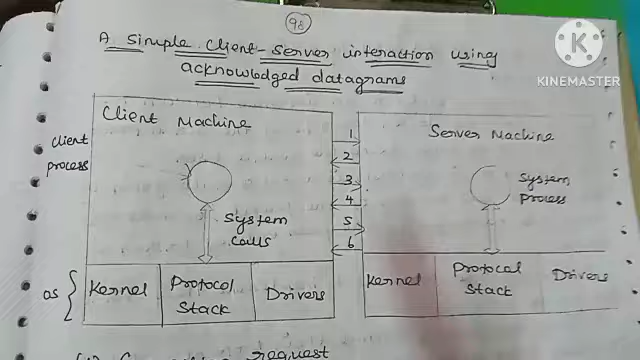 98
A simple client-server interaction using
acknowledged datagrams
K
KINEMASTER
Client Machine
Server Machine
client
process
1
2
3
4
5
6
System
calls
System
process
OS
Kernel
Protocol
Stack
Drivers
Kernel
Protocol
Stack
Drivers
request